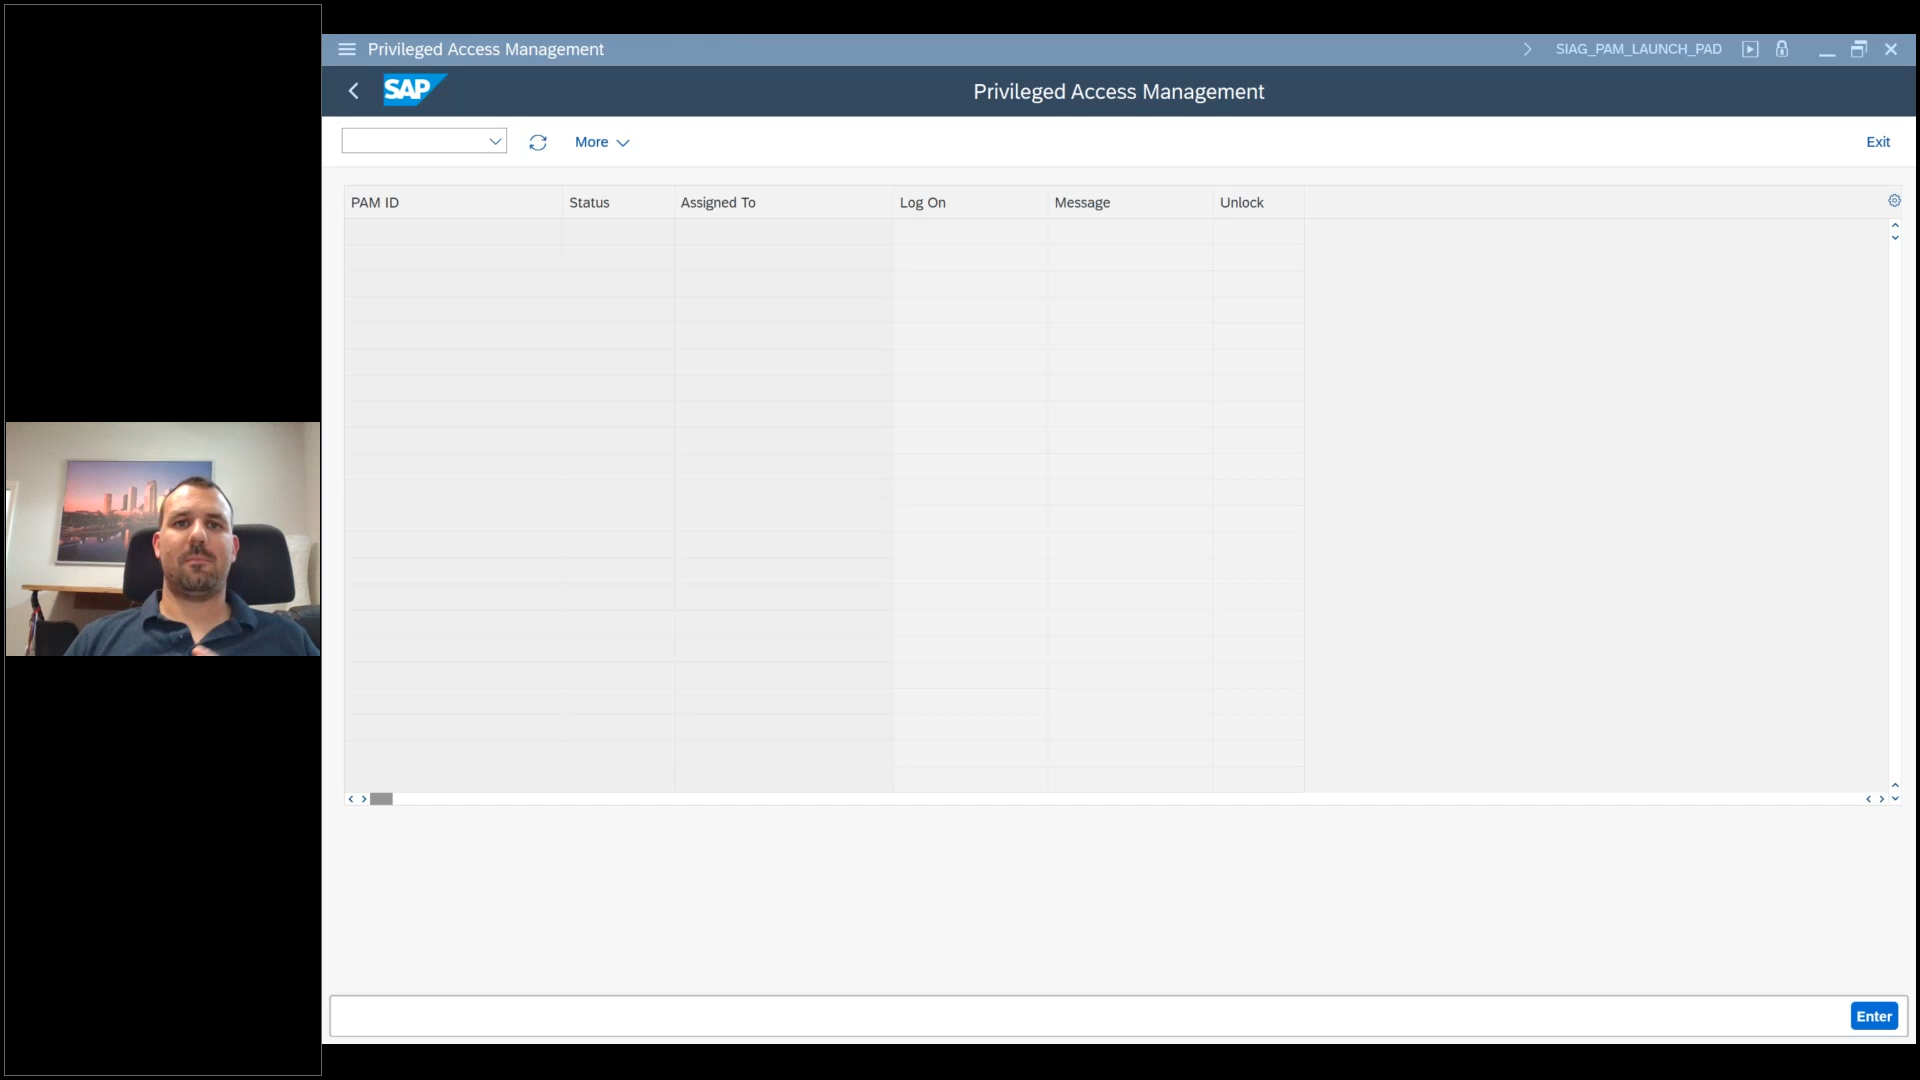 Privileged Access Management
SIAG_PAM_LAUNCH_PAD
SAP
Privileged Access Management
More
Exit
PAM ID
Status
Assigned To
Log On
Message
Unlock
Enter